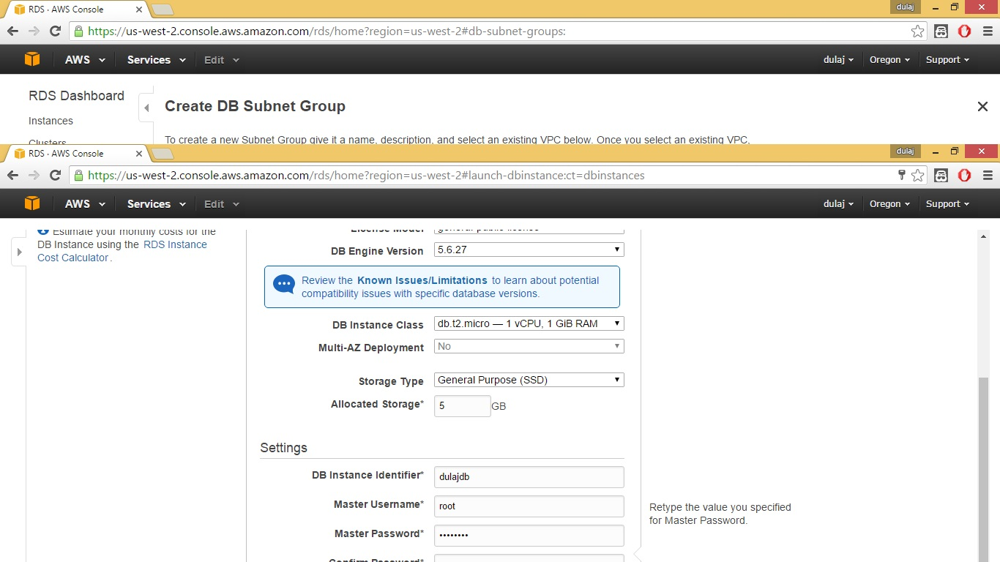 RDS · AWS Console
dulaj
https://us-west-2.console.aws.amazon.com/rds/home?region=us-west-2#db-subnet-groups:
AWS Services Edit dulaj Oregon Support
RDS Dashboard
Create DB Subnet Group
Instances
Clusters
To create a new Subnet Group give it a name, description, and select an existing VPC below. Once you select an existing VPC,
RDS · AWS Console
dulaj
https://us-west-2.console.aws.amazon.com/rds/home?region=us-west-2#launch-dbinstance:ct=dbinstances
AWS Services Edit dulaj Oregon Support
Estimate your monthly costs for the
DB Instance using the RDS Instance
Cost Calculator.
License Model general-public-license
DB Engine Version 5.6.27
Review the Known Issues/Limitations to learn about potential
compatibility issues with specific database versions.
DB Instance Class db.t2.micro — 1 vCPU, 1 GiB RAM
Multi-AZ Deployment No
Storage Type General Purpose (SSD)
Allocated Storage* 5 GB
Settings
DB Instance Identifier* dulajdb
Master Username* root
Master Password* ••••••••
Confirm Password*
Retype the value you specified
for Master Password.